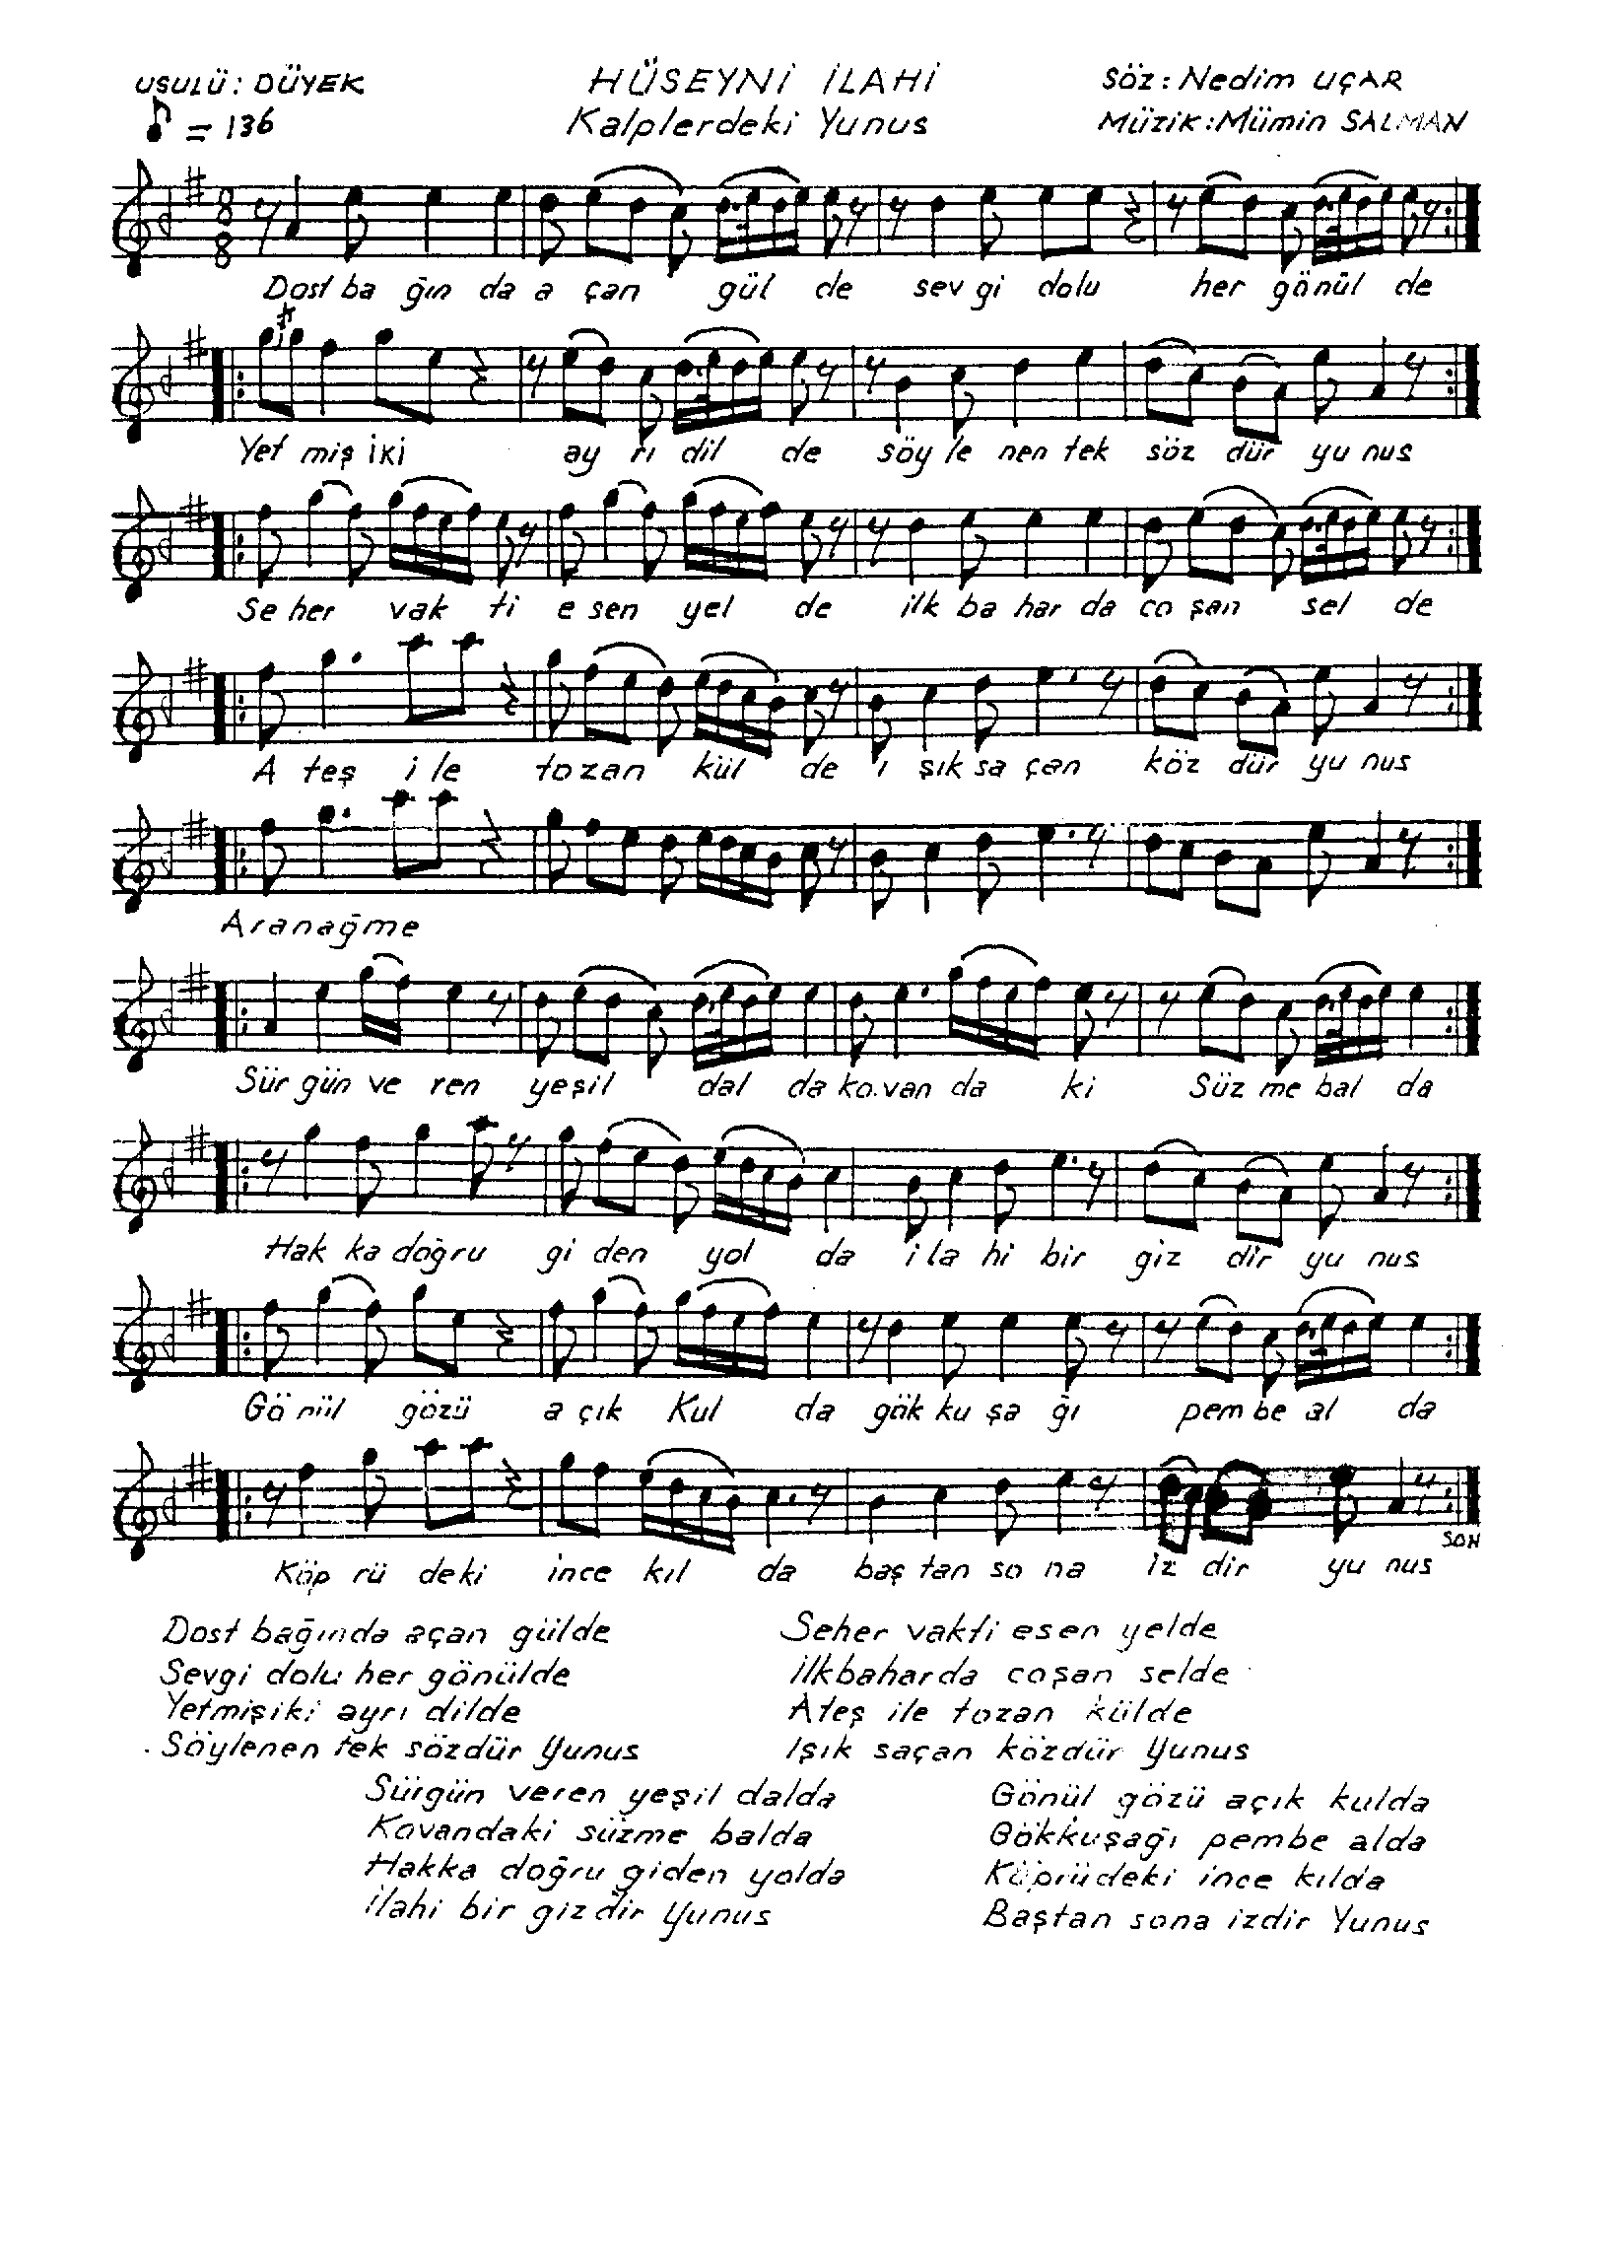 USULÜ: DÜYEK HÜSEYNİ İLAHİ Söz: Nedim UÇAR
♪ = 136 Kalplerdeki Yunus Müzik: Mümin SALMAN
8 8
Dost ba ğın da a çan gül de sev gi dolu her gönül de
Yet miş iki ay rı dil de söy le nen tek söz dür yu nus
Se her vak ti e sen yel de ilk ba har da co şan sel de
A teş i le tozan kül de ı şık sa çan köz dür yu nus
Aranağme
Sür gün ve ren yeşil dal da ko.van da ki Süz me bal da
Hak ka doğru gi den yol da i la hi bir giz dir yu nus
Gö nül gözü a çık Kul da gök ku şa ğı pem be al da
Köp rü deki ince kıl da baş tan so na iz dir yu nus
SON
Dost bağında açan gülde Seher vakti esen yelde
Sevgi dolu her gönülde İlkbaharda coşan selde
Yetmişiki ayrı dilde Ateş ile tozan külde
Söylenen tek sözdür Yunus Işık saçan közdür Yunus
Sürgün veren yeşil dalda Gönül gözü açık kulda
Kovandaki süzme balda Gökkuşağı pembe alda
Hakka doğru giden yolda Köprüdeki ince kılda
İlahi bir gizdir Yunus Baştan sona izdir Yunus